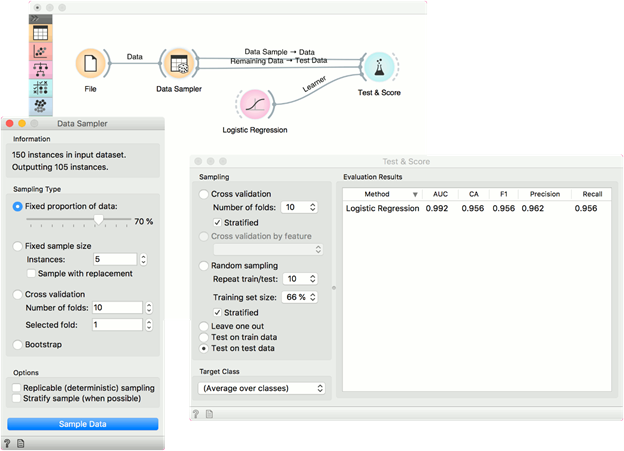 Data
Data Sample → Data
Remaining Data → Test Data
File
Data Sampler
Learner
Test & Score
Logistic Regression
Data Sampler
Information
150 instances in input dataset.
Outputting 105 instances.
Sampling Type
Fixed proportion of data:
70 %
Fixed sample size
Instances: 5
Sample with replacement
Cross validation
Number of folds: 10
Selected fold: 1
Bootstrap
Options
Replicable (deterministic) sampling
Stratify sample (when possible)
Sample Data
?
Test & Score
Sampling
Cross validation
Number of folds: 10
Stratified
Cross validation by feature
Random sampling
Repeat train/test: 10
Training set size: 66 %
Stratified
Leave one out
Test on train data
Test on test data
Target Class
(Average over classes)
?
Evaluation Results
Method AUC CA F1 Precision Recall
Logistic Regression 0.992 0.956 0.956 0.962 0.956